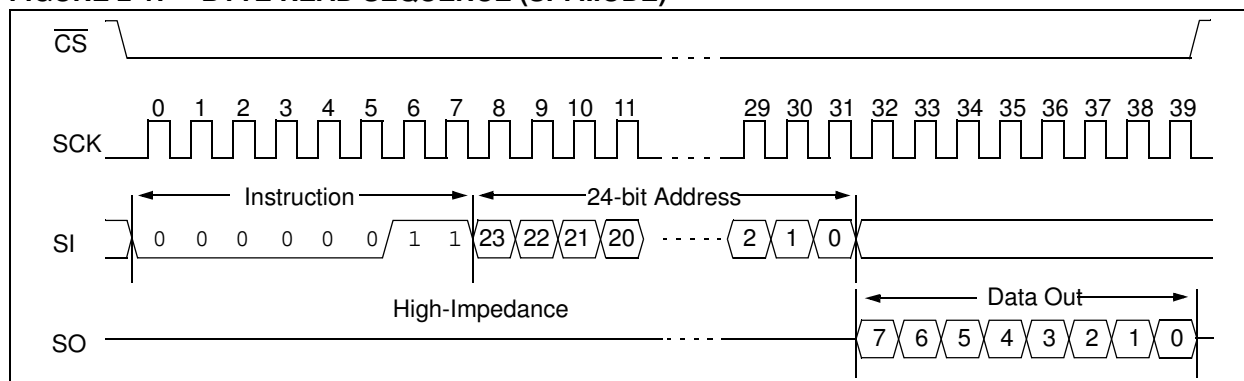 CS
0 1 2 3 4 5 6 7 8 9 10 11 29 30 31 32 33 34 35 36 37 38 39
SCK
Instruction 24-bit Address
SI 0 0 0 0 0 0 1 1 23 22 21 20 2 1 0
High-Impedance Data Out
SO 7 6 5 4 3 2 1 0